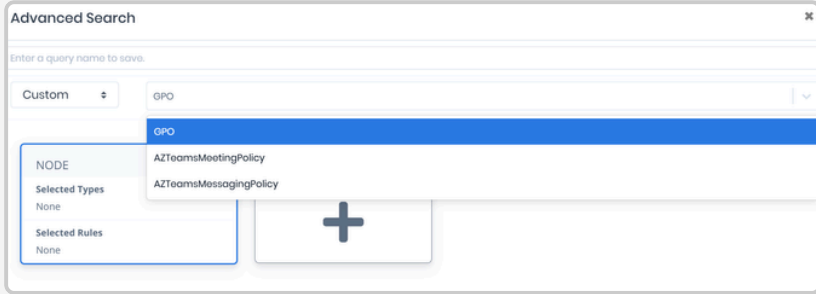 Advanced Search
Enter a query name to save.
Custom
GPO
GPO
AZTeamsMeetingPolicy
AZTeamsMessagingPolicy
NODE
Selected Types
None
Selected Rules
None